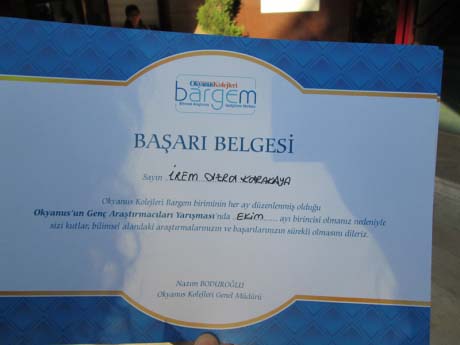 Okyanus Kolejleri
bargem
BAŞARI BELGESİ
Sayın İREM KARAKAYA
Okyanus Kolejleri Bargem biriminin her ay düzenlenmiş olduğu
Okyanus'un Genç Araştırmacıları Yarışması'nda EKİM ayı birincisi olmanız nedeniyle
sizi kutlar; bilimsel alandaki araştırmalarınızın ve başarılarınızın sürekli olmasını dileriz.
Nazan BODUROĞLU
Okyanus Kolejleri Genel Müdürü